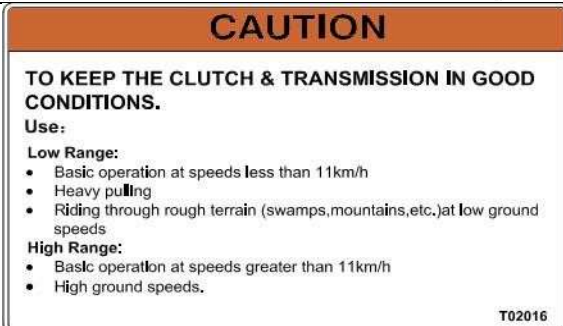 CAUTION
TO KEEP THE CLUTCH & TRANSMISSION IN GOOD
CONDITIONS.
Use:
Low Range:
• Basic operation at speeds less than 11km/h
• Heavy pulling
• Riding through rough terrain (swamps,mountains,etc.)at low ground
speeds
High Range:
• Basic operation at speeds greater than 11km/h
• High ground speeds.
T02016